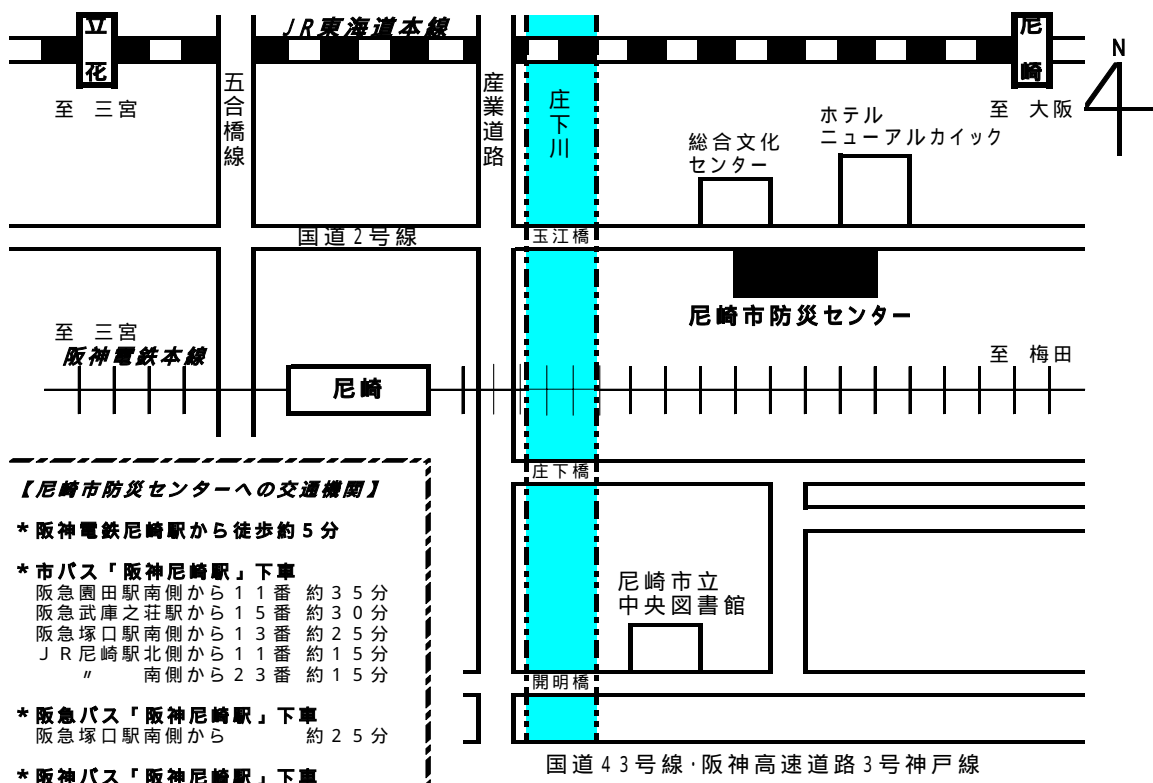 立花
JR東海道本線
尼崎
N
至 三宮
五合橋線
産業道路
庄下川
至 大阪
ホテル
ニューアルカイック
総合文化
センター
国道2号線
玉江橋
尼崎市防災センター
至 三宮
阪神電鉄本線
至 梅田
尼崎
庄下橋
【尼崎市防災センターへの交通機関】
*阪神電鉄尼崎駅から徒歩約5分
*市バス「阪神尼崎駅」下車
阪急園田駅南側から11番 約35分
阪急武庫之荘駅から15番 約30分
阪急塚口駅南側から13番 約25分
JR尼崎駅北側から11番 約15分
〃 南側から23番 約15分
*阪急バス「阪神尼崎駅」下車
阪急塚口駅南側から 約25分
*阪神バス「阪神尼崎駅」下車
尼崎市立
中央図書館
開明橋
国道43号線・阪神高速道路3号神戸線